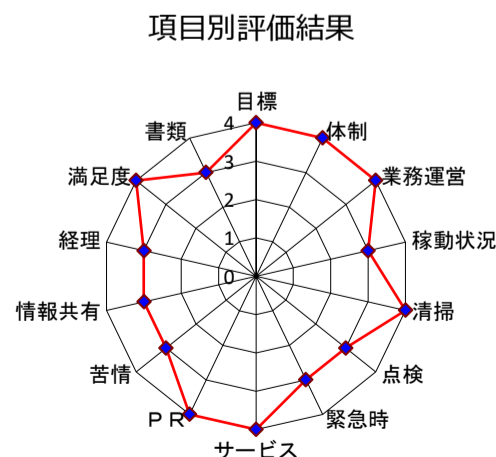 項目別評価結果
目標
体制
業務運営
稼動状況
清掃
点検
緊急時
サービス
ＰＲ
苦情
情報共有
経理
満足度
書類
4
3
2
1
0